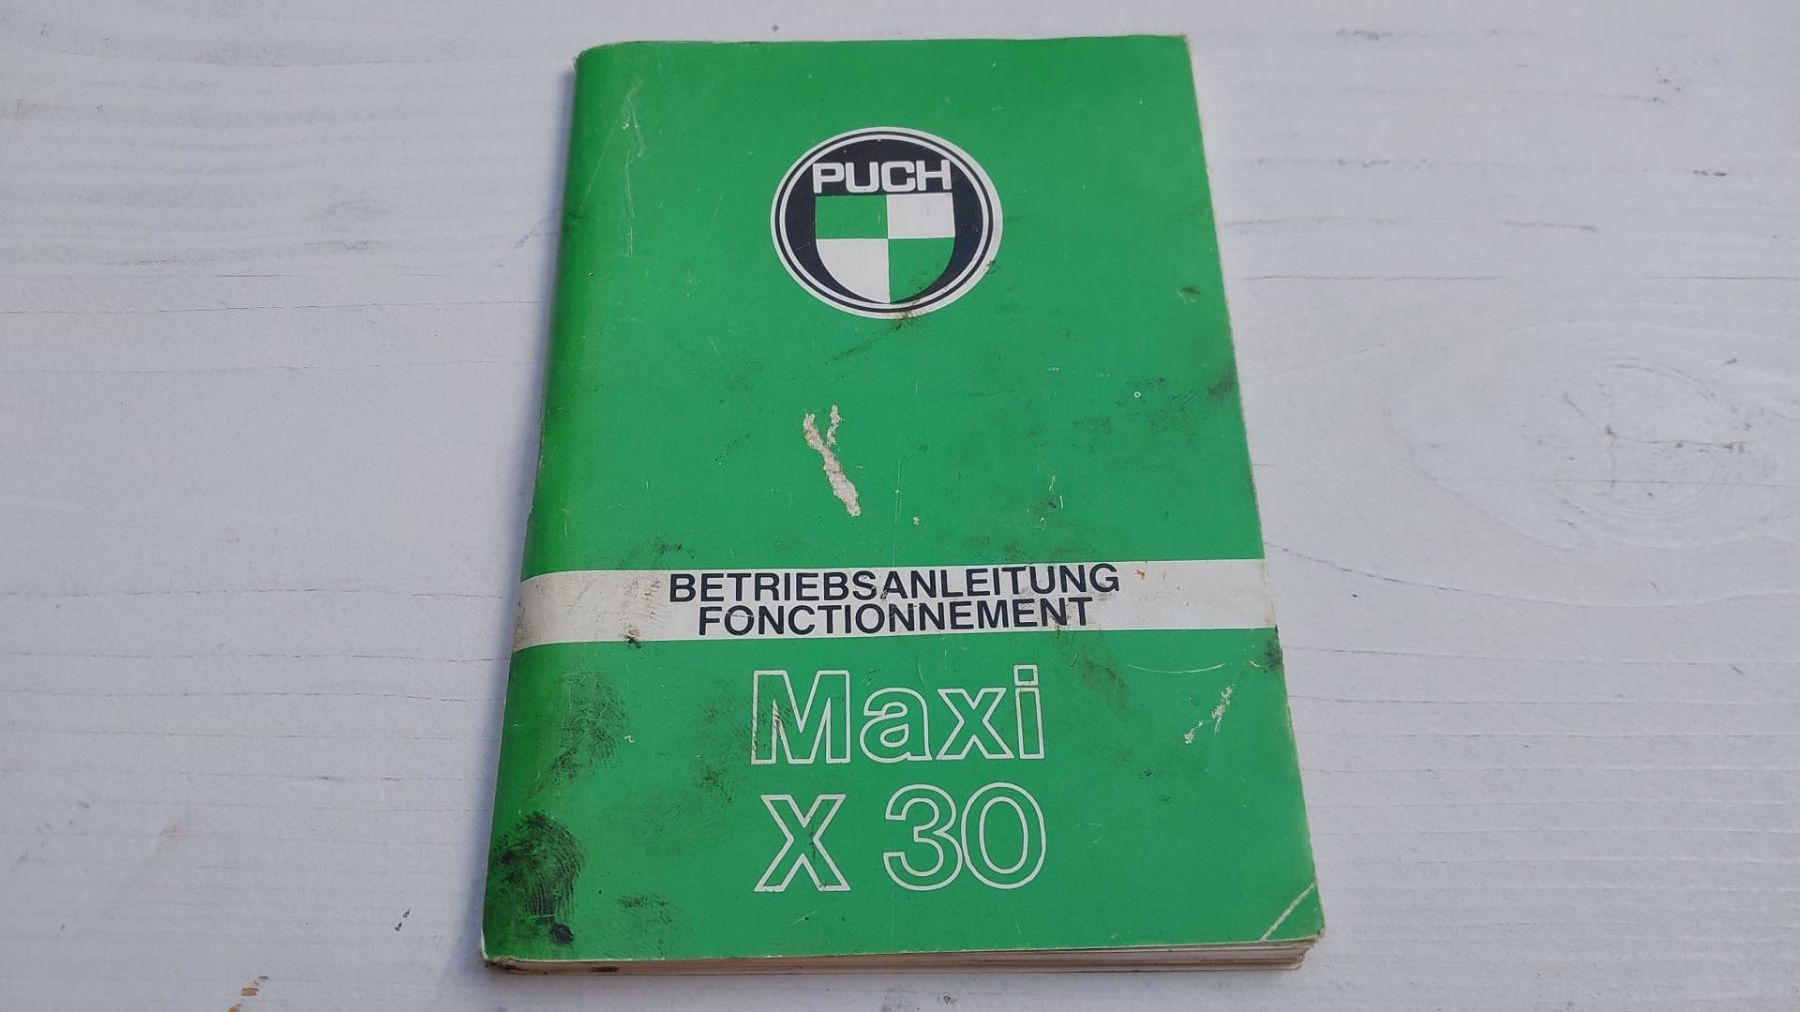 PUCH
BETRIEBSANLEITUNG
FONCTIONNEMENT
Maxi
X 30